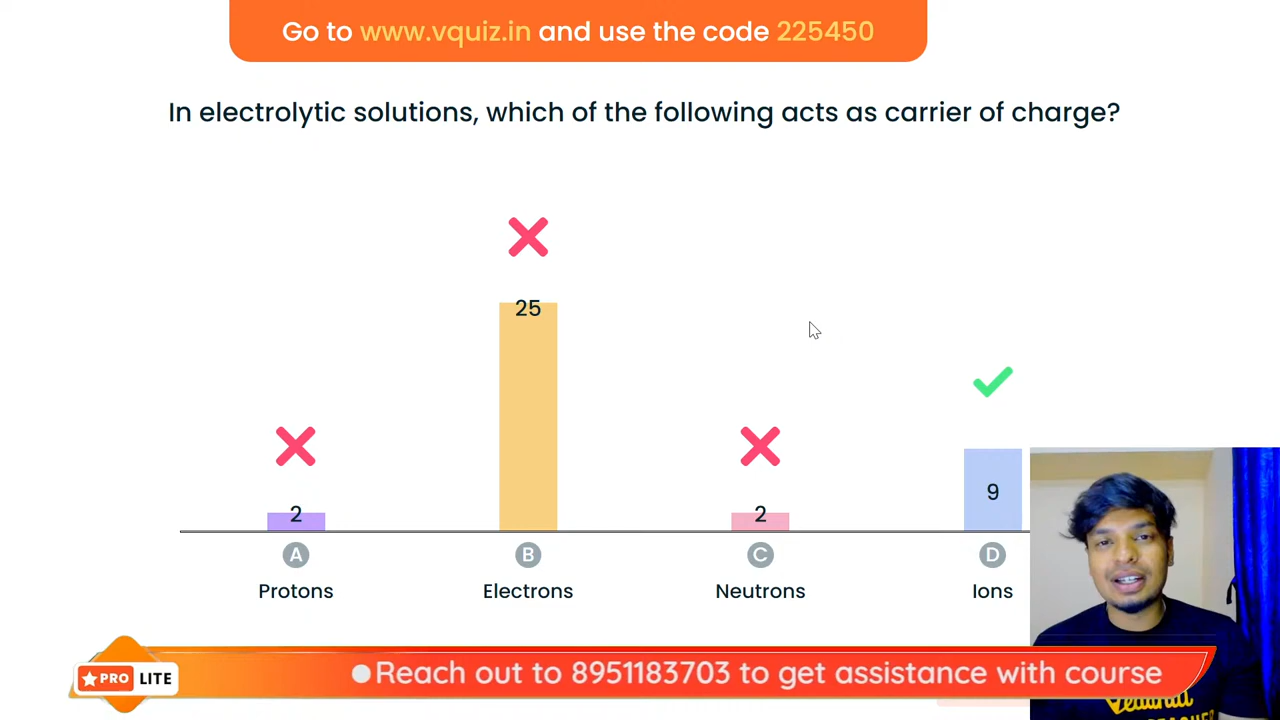 Go to www.vquiz.in and use the code 225450
In electrolytic solutions, which of the following acts as carrier of charge?
25
9
2
2
A
B
C
D
Protons
Electrons
Neutrons
Ions
PRO LITE
Reach out to 8951183703 to get assistance with course